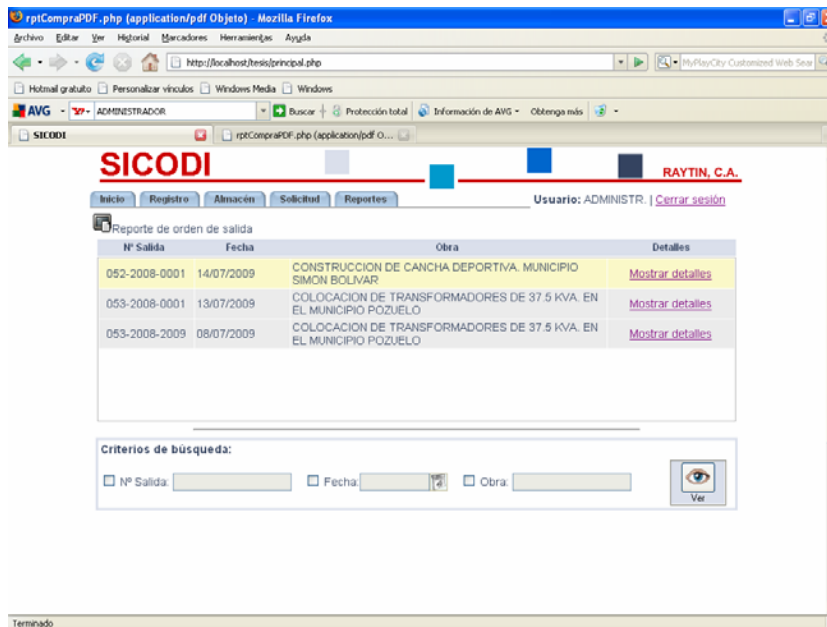 rptCompraPDF.php (application/pdf Objeto) - Mozilla Firefox
Archivo Editar Ver Historial Marcadores Herramientas Ayuda
http://localhost/tesis/principal.php
MyPlayCity Customized Web Sear
Hotmail gratuito Personalizar vínculos Windows Media Windows
AVG ADMINISTRADOR Buscar Protección total Información de AVG Obtenga más
SICODI rptCompraPDF.php (application/pdf O...
SICODI
RAYTIN, C.A.
Inicio Registro Almacén Solicitud Reportes Usuario: ADMINISTR. | Cerrar sesión
Reporte de orden de salida
Nº Salida Fecha Obra Detalles
052-2008-0001 14/07/2009 CONSTRUCCION DE CANCHA DEPORTIVA. MUNICIPIO
SIMON BOLIVAR Mostrar detalles
053-2008-0001 13/07/2009 COLOCACION DE TRANSFORMADORES DE 37.5 KVA. EN
EL MUNICIPIO POZUELO Mostrar detalles
053-2008-2009 08/07/2009 COLOCACION DE TRANSFORMADORES DE 37.5 KVA. EN
EL MUNICIPIO POZUELO Mostrar detalles
Criterios de búsqueda:
Nº Salida: Fecha: Obra:
Ver
Terminado